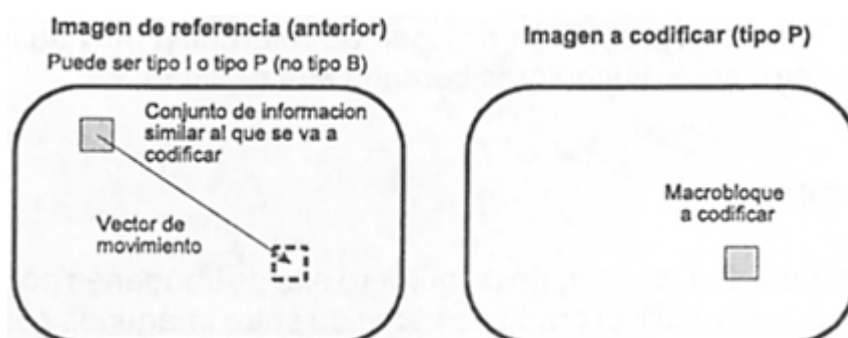 Imagen de referencia (anterior)
Puede ser tipo I o tipo P (no tipo B)
Conjunto de informacion
similar al que se va a
codificar
Vector de
movimiento
Imagen a codificar (tipo P)
Macrobloque
a codificar